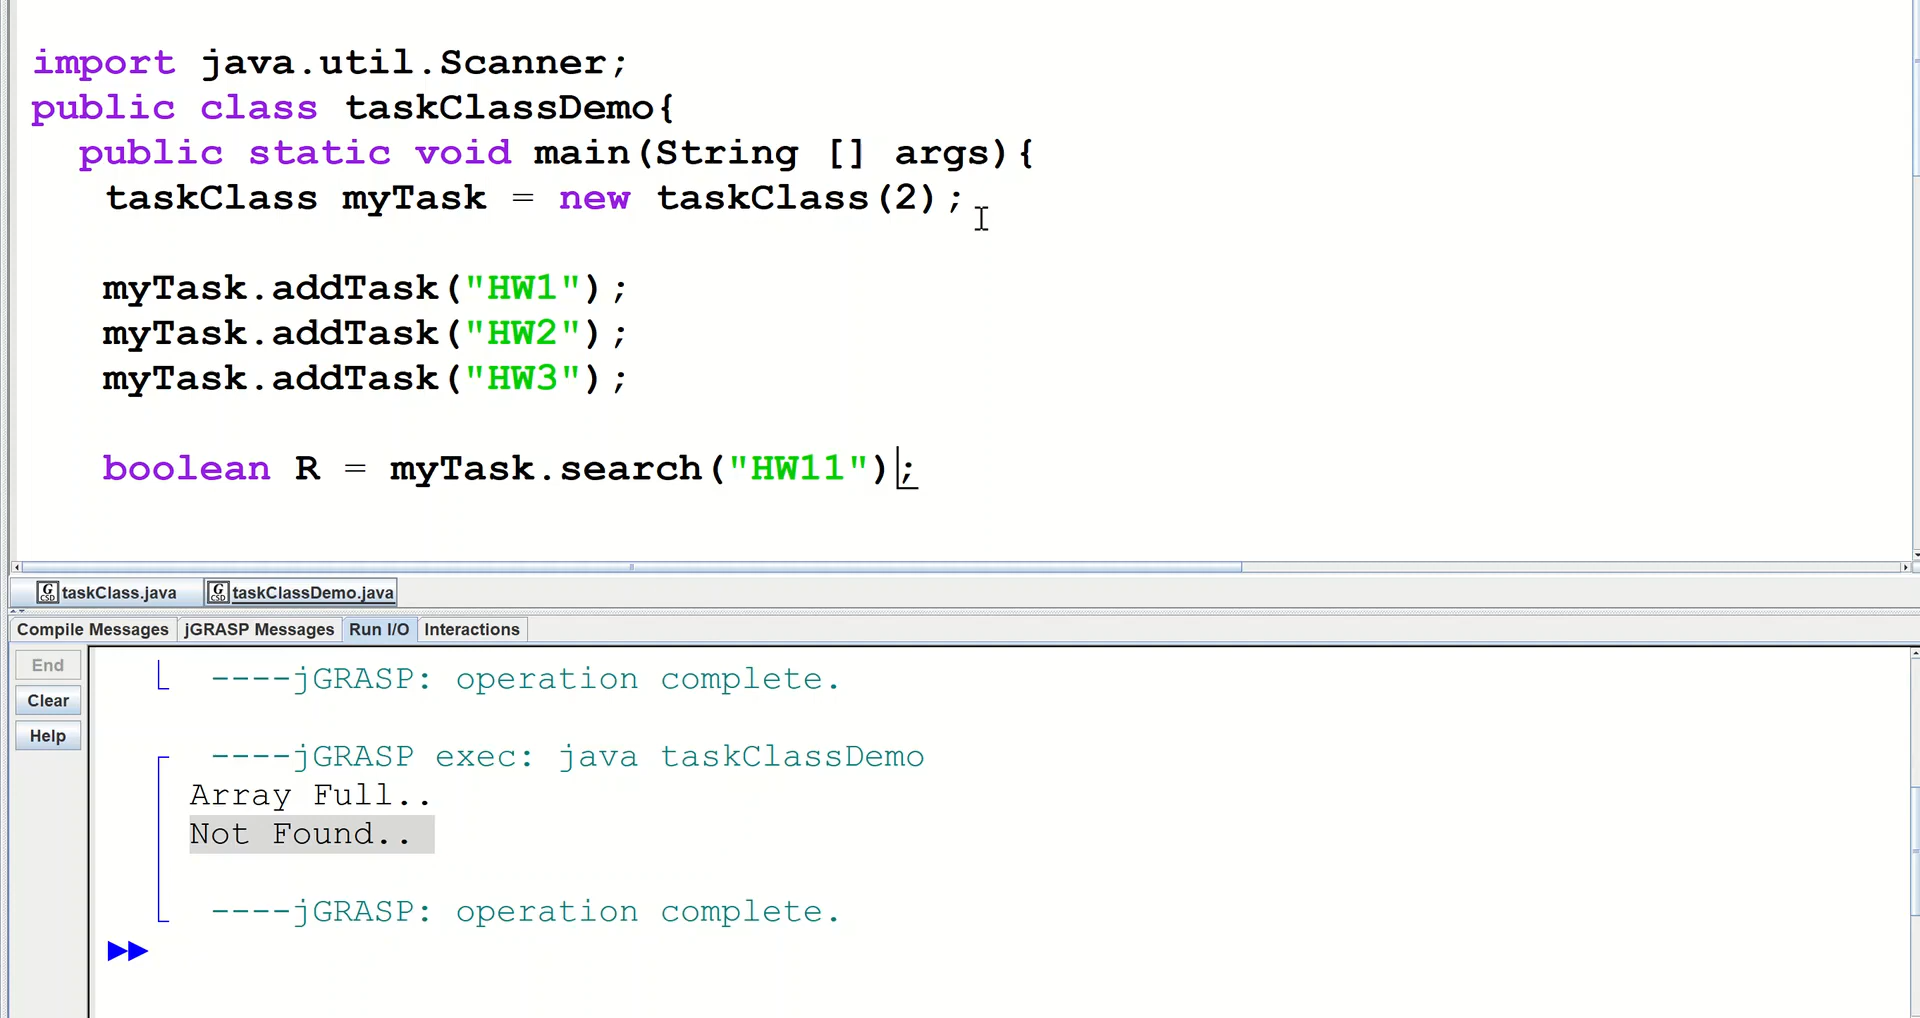 import java.util.Scanner;
public class taskClassDemo{
public static void main(String [] args){
taskClass myTask = new taskClass(2);
myTask.addTask("HW1");
myTask.addTask("HW2");
myTask.addTask("HW3");
boolean R = myTask.search("HW11");
taskClass.java taskClassDemo.java
Compile Messages jGRASP Messages Run I/O Interactions
End
Clear
Help
----jGRASP: operation complete.
----jGRASP exec: java taskClassDemo
Array Full..
Not Found..
----jGRASP: operation complete.